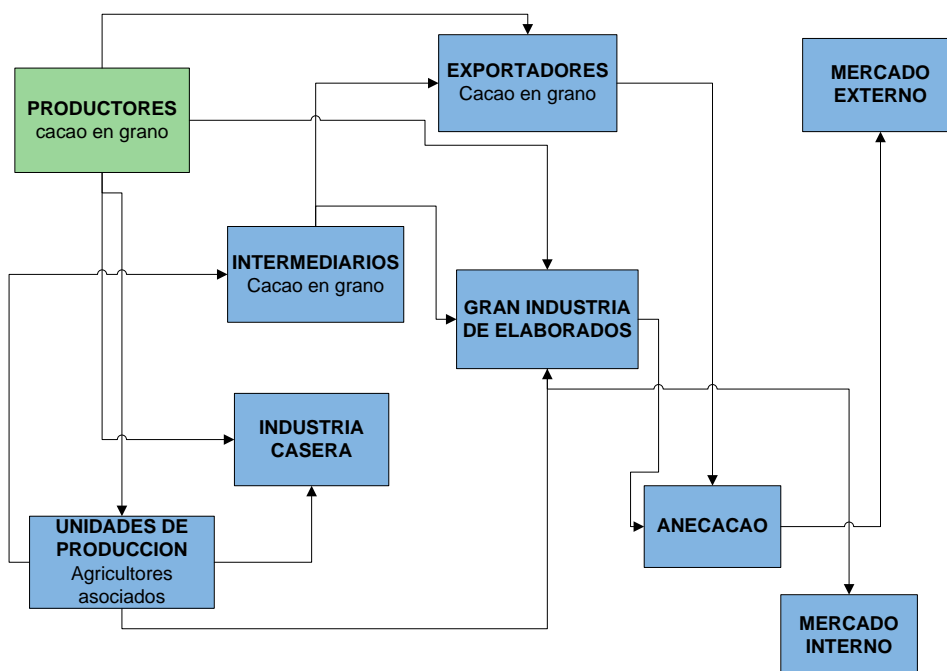 PRODUCTORES
cacao en grano
EXPORTADORES
Cacao en grano
MERCADO
EXTERNO
INTERMEDIARIOS
Cacao en grano
GRAN INDUSTRIA
DE ELABORADOS
INDUSTRIA
CASERA
UNIDADES DE
PRODUCCION
Agricultores
asociados
ANECACAO
MERCADO
INTERNO